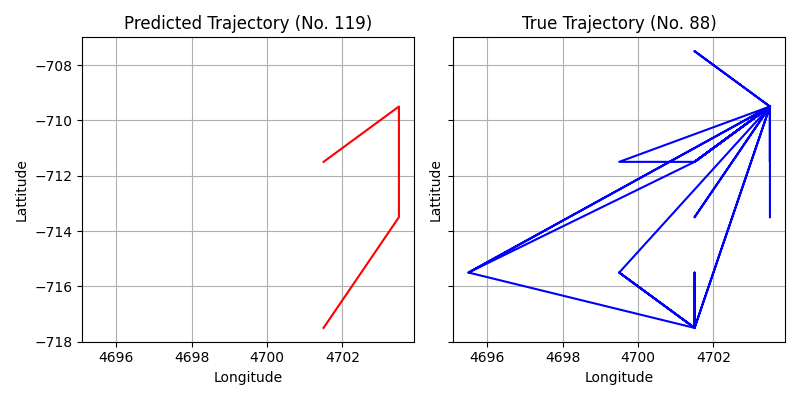 Predicted Trajectory (No. 119)
True Trajectory (No. 88)
−708
−710
−712
−714
−716
−718
Lattitude
Lattitude
4696 4698 4700 4702
4696 4698 4700 4702
Longitude
Longitude